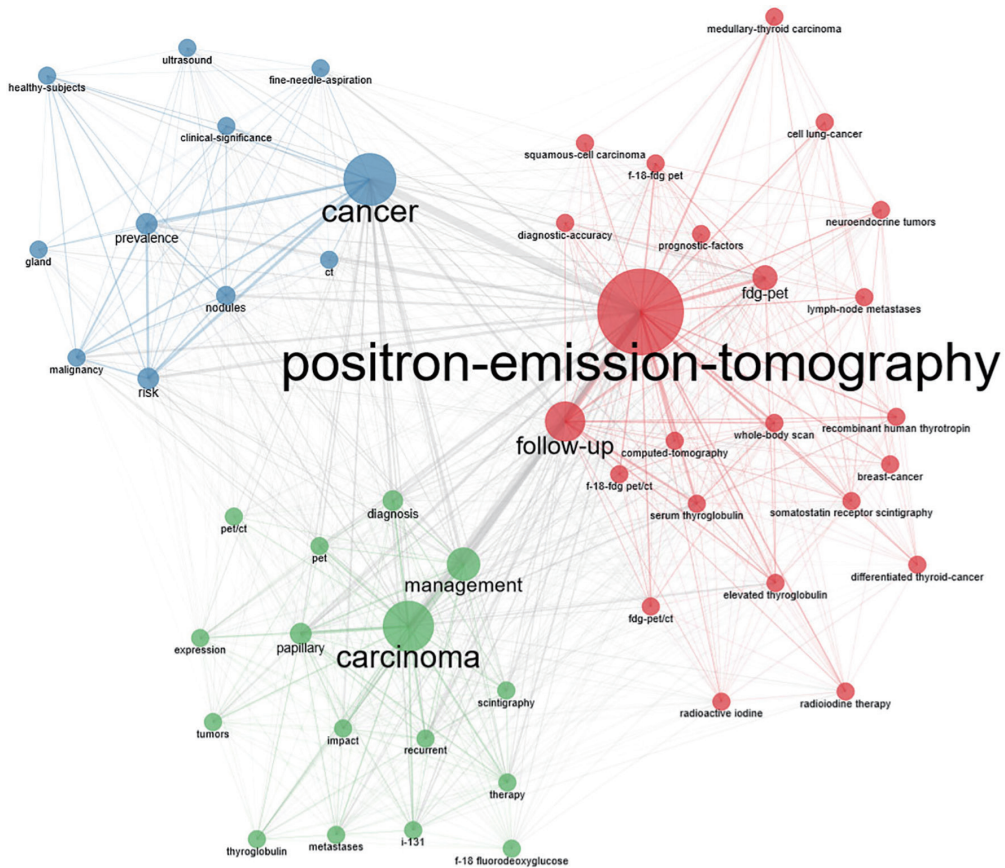 medullary-thyroid carcinoma
ultrasound
fine-needle-aspiration
healthy-subjects
clinical-significance
cell lung-cancer
squamous-cell carcinoma
f-18-fdg pet
cancer
neuroendocrine tumors
diagnostic-accuracy
prognostic-factors
prevalence
gland
ct
fdg-pet
nodules
lymph-node metastases
malignancy
risk
positron-emission-tomography
follow-up
computed-tomography
whole-body scan
recombinant human thyrotropin
f-18-fdg pet/ct
breast-cancer
diagnosis
serum thyroglobulin
somatostatin receptor scintigraphy
pet/ct
pet
management
differentiated thyroid-cancer
elevated thyroglobulin
fdg-pet/ct
expression
papillary
carcinoma
scintigraphy
radioactive iodine
radioiodine therapy
tumors
impact
recurrent
therapy
thyroglobulin
metastases
i-131
f-18 fluorodeoxyglucose